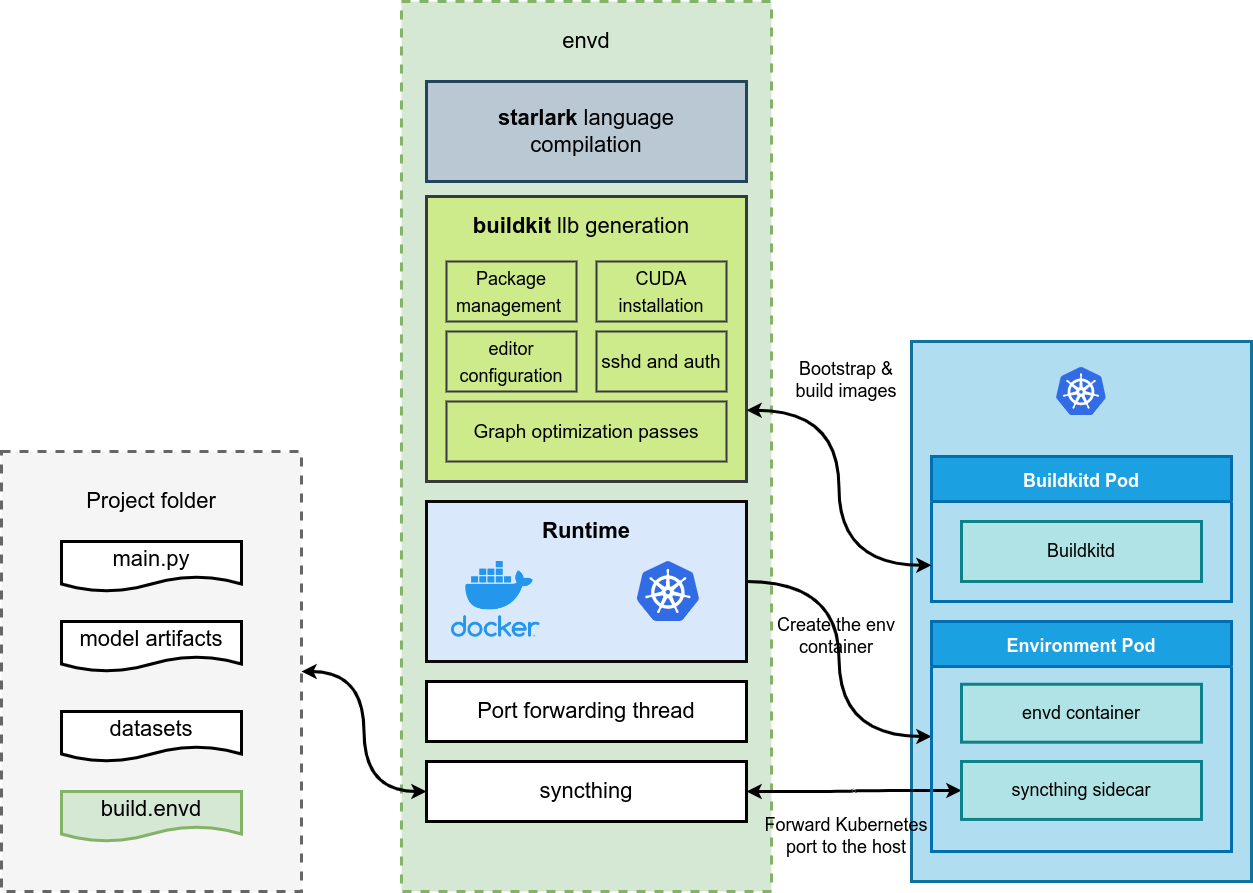 envd
starlark language
compilation
buildkit llb generation
Package
management
CUDA
installation
editor
configuration
sshd and auth
Graph optimization passes
Runtime
docker
Port forwarding thread
syncthing
Project folder
main.py
model artifacts
datasets
build.envd
Bootstrap &
build images
Create the env
container
Forward Kubernetes
port to the host
Buildkitd Pod
Buildkitd
Environment Pod
envd container
syncthing sidecar